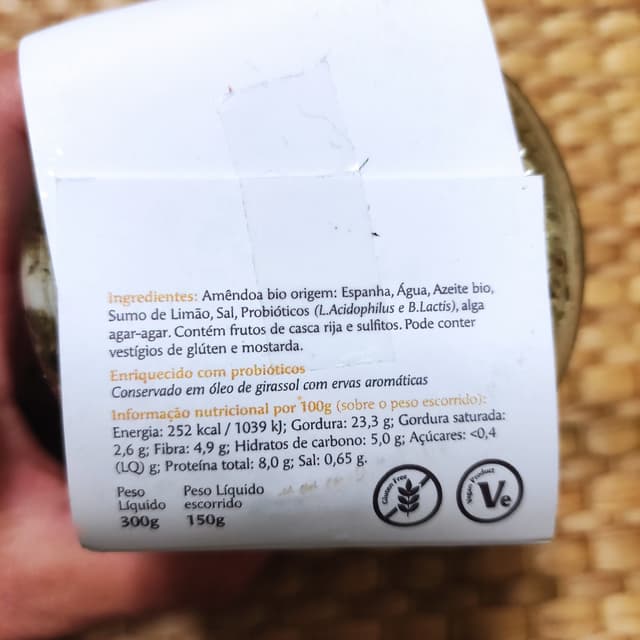 Ingredientes: Amêndoa bio origem: Espanha, Água, Azeite bio,
Sumo de Limão, Sal, Probióticos (L.Acidophilus e B.Lactis), alga
agar-agar. Contém frutos de casca rija e sulfitos. Pode conter
vestígios de glúten e mostarda.
Enriquecido com probióticos
Conservado em óleo de girassol com ervas aromáticas
Informação nutricional por 100g (sobre o peso escorrido):
Energia: 252 kcal / 1039 kJ; Gordura: 23,3 g; Gordura saturada:
2,6 g; Fibra: 4,9 g; Hidratos de carbono: 5,0 g; Açúcares: <0,4
(LQ) g; Proteína total: 8,0 g; Sal: 0,65 g.
Peso Líquido 300g
Peso Líquido escorrido 150g
Gluten Free
Vegan Product
Ve